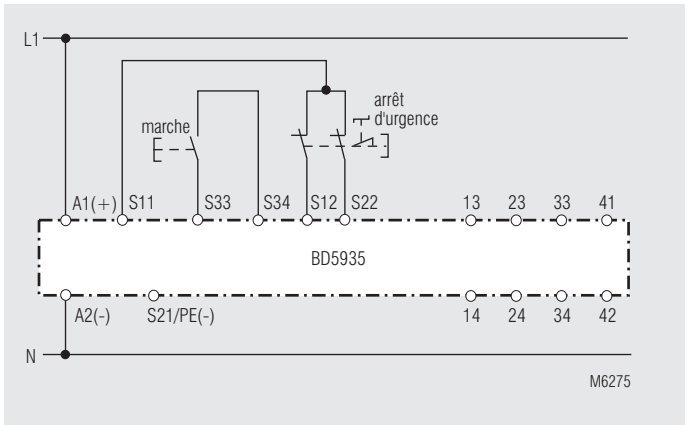 L1
arrêt
d'urgence
marche
A1(+) S11 S33 S34 S12 S22 13 23 33 41
BD5935
A2(-) S21/PE(-) 14 24 34 42
N
M6275